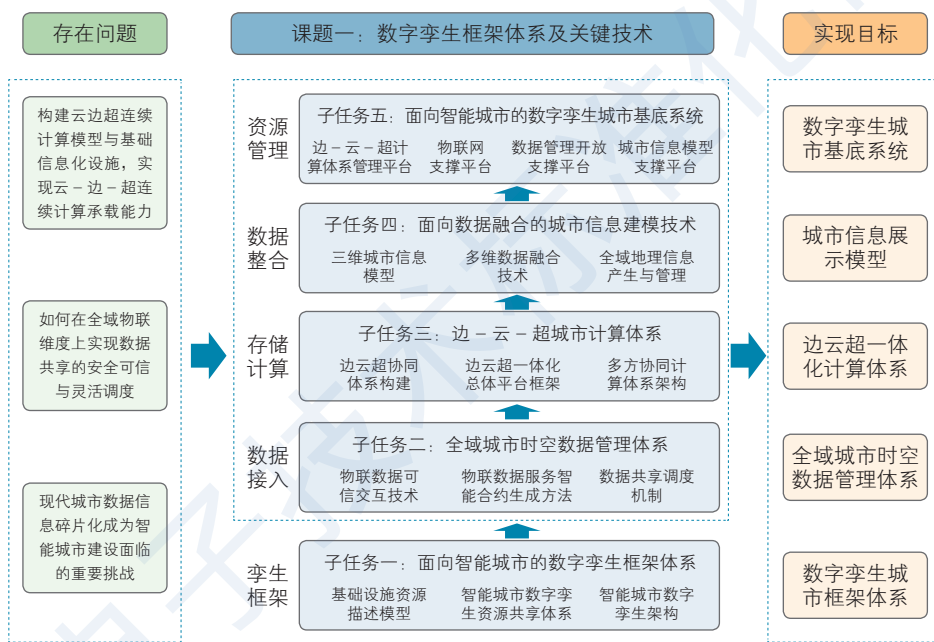 存在问题
课题一：数字孪生框架体系及关键技术
实现目标
构建云边超连续
计算模型与基础
信息化设施，实
现云－边－超连
续计算承载能力
如何在全域物联
维度上实现数据
共享的安全可信
与灵活调度
现代城市数据信
息碎片化成为智
能城市建设面临
的重要挑战
资源
管理
子任务五：面向智能城市的数字孪生城市基底系统
边－云－超计
算体系管理平台
物联网
支撑平台
数据管理开放
支撑平台
城市信息模型
支撑平台
数据
整合
子任务四：面向数据融合的城市信息建模技术
三维城市信息
模型
多维数据融合
技术
全域地理信息
产生与管理
存储
计算
子任务三：边－云－超城市计算体系
边云超协同
体系构建
边云超一体化
总体平台框架
多方协同计
算体系架构
数据
接入
子任务二：全域城市时空数据管理体系
物联数据可
信交互技术
物联数据服务智
能合约生成方法
数据共享调度
机制
孪生
框架
子任务一：面向智能城市的数字孪生框架体系
基础设施资源
描述模型
智能城市数字孪
生资源共享体系
智能城市数字
孪生架构
数字孪生城
市基底系统
城市信息展
示模型
边云超一体
化计算体系
全域城市时空
数据管理体系
数字孪生城
市框架体系
子技术标准化